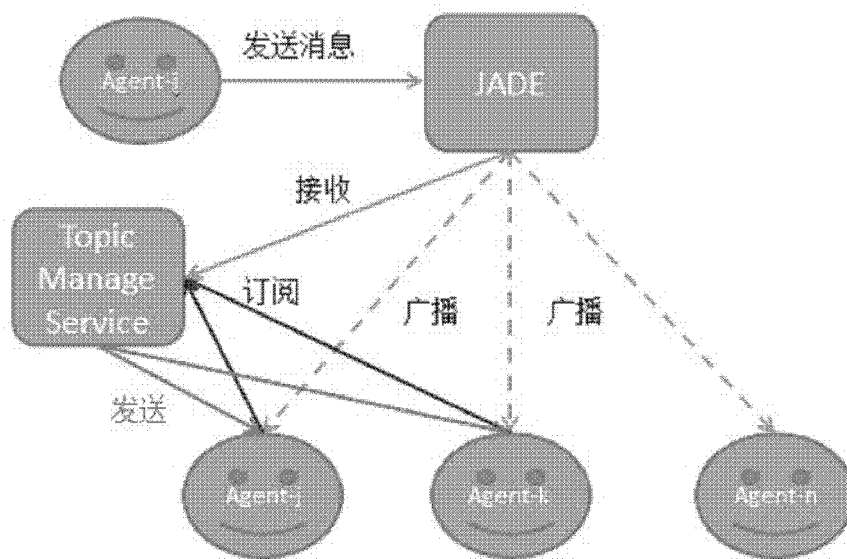 发送消息
Agent-i
JADE
接收
Topic
Manage
Service
订阅
广播
广播
发送
Agent-j
Agent-k
Agent-n